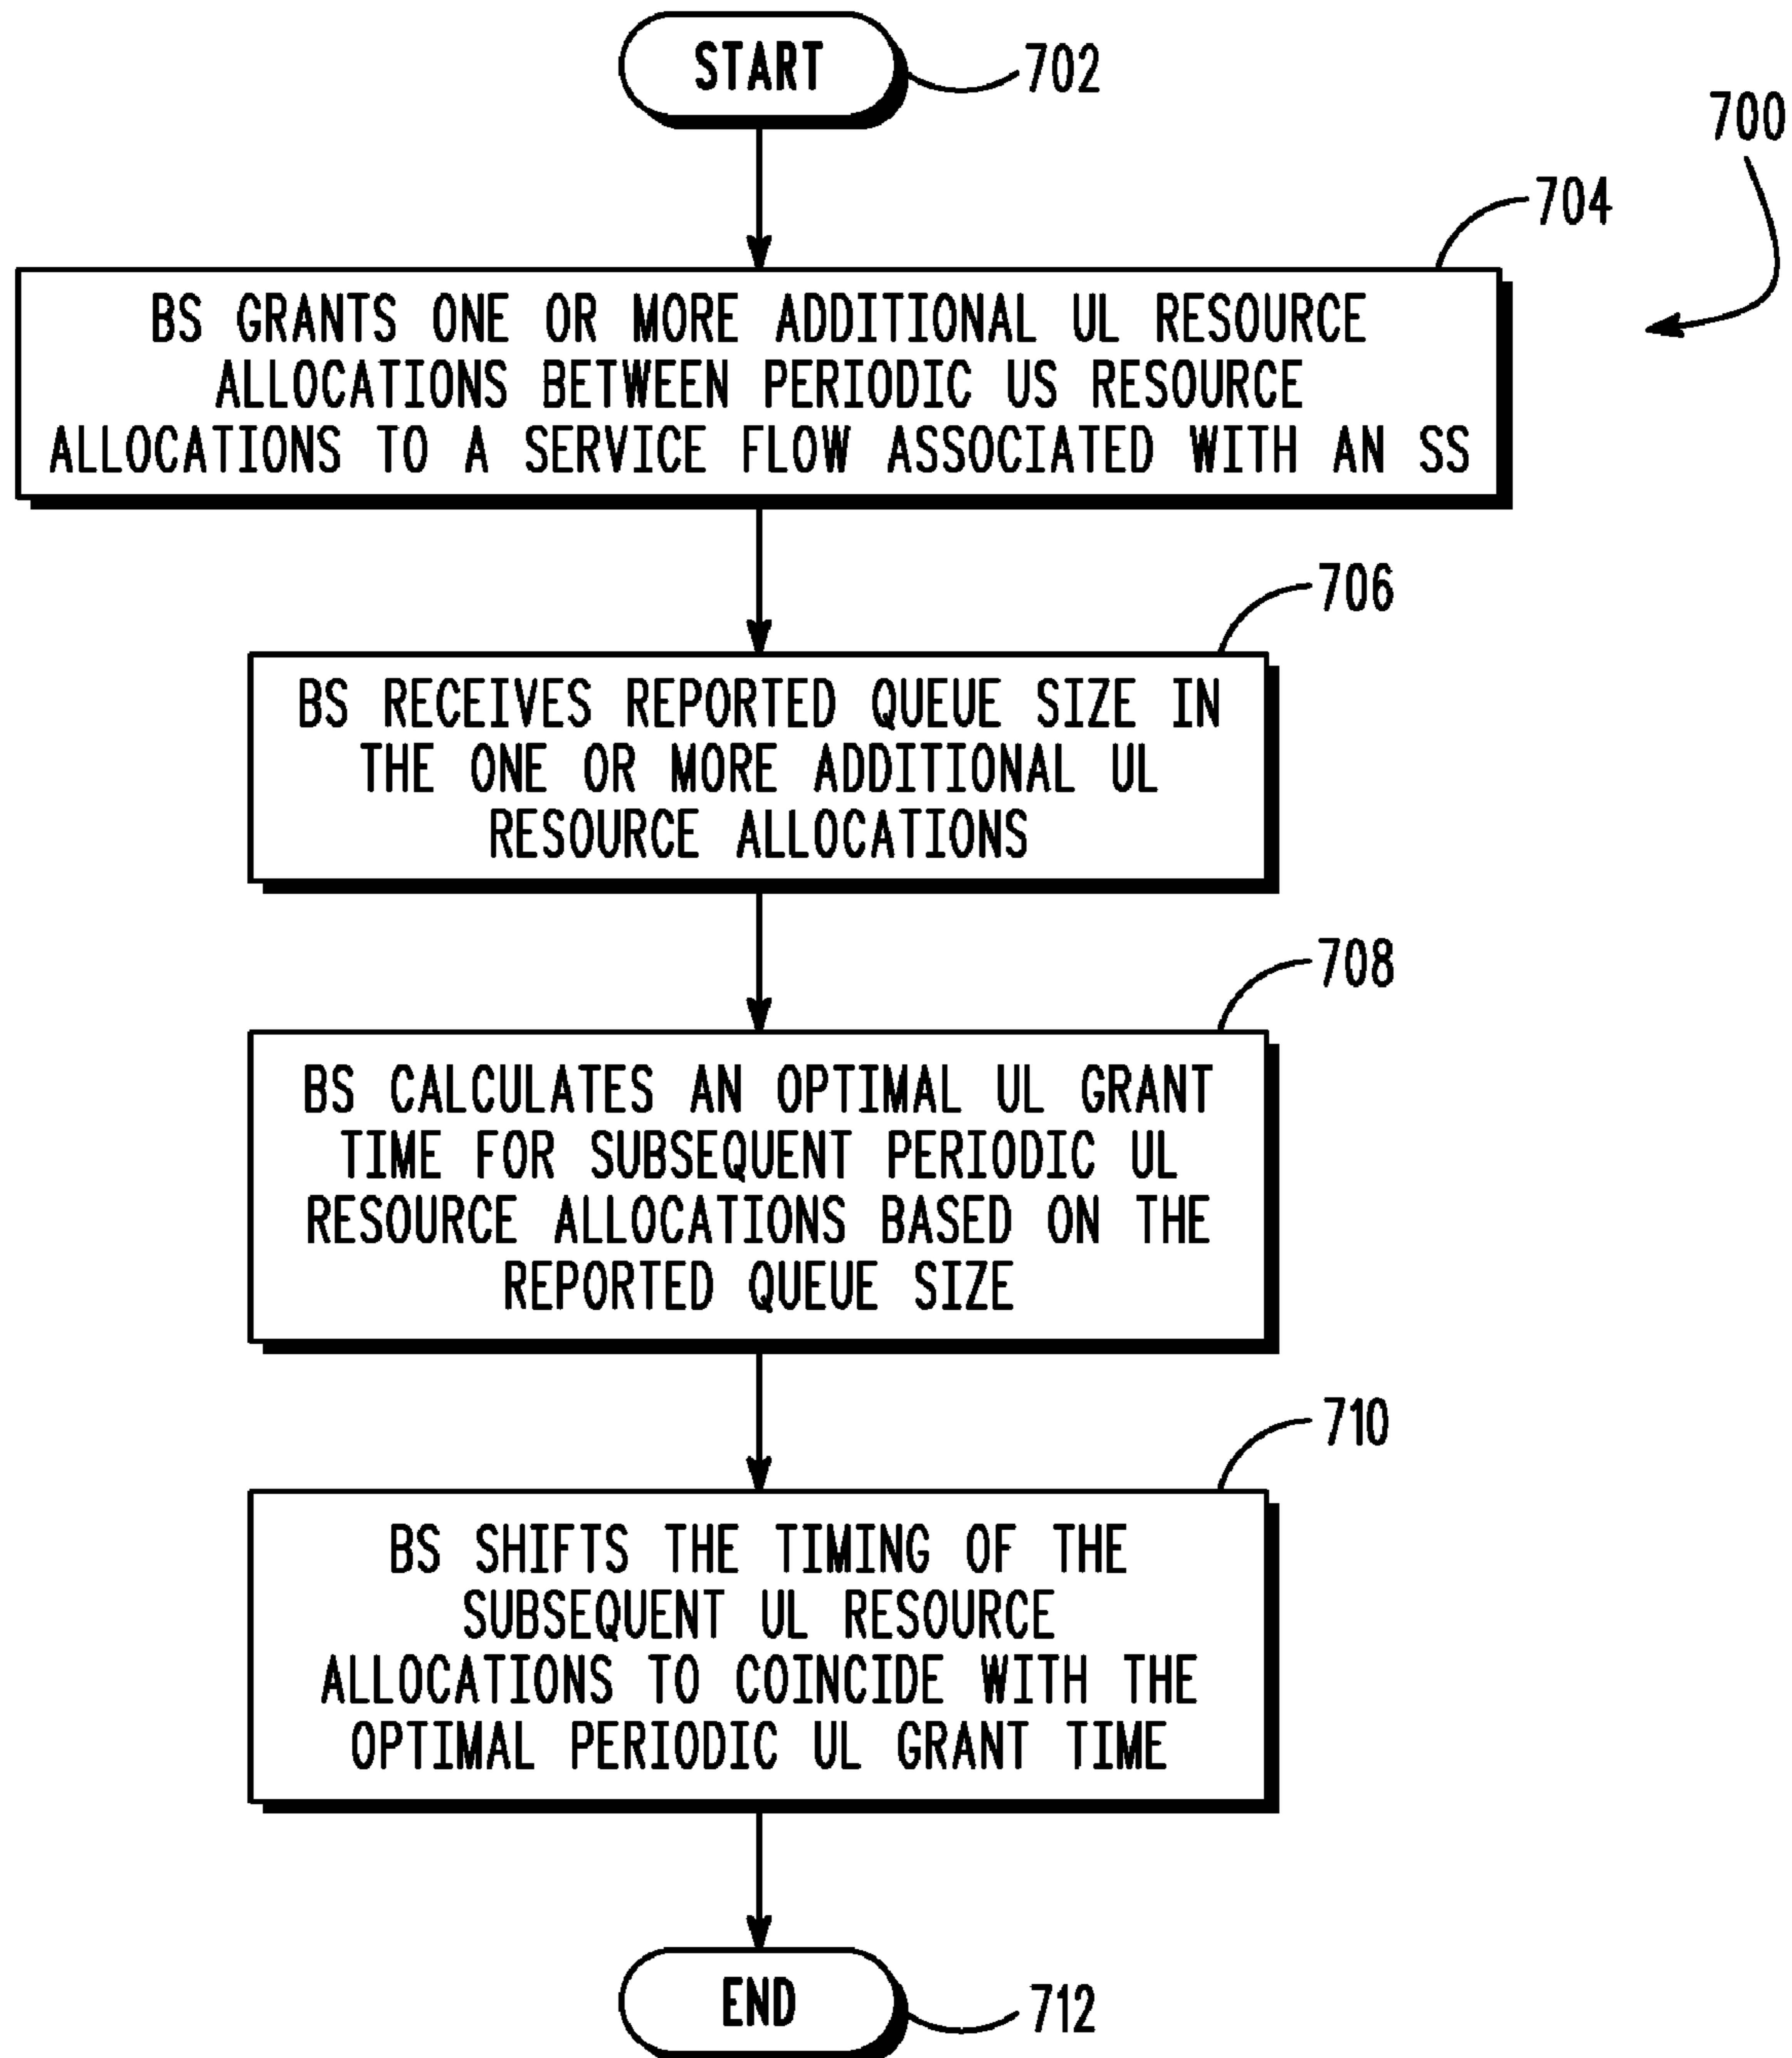 START
702
700
704
BS GRANTS ONE OR MORE ADDITIONAL UL RESOURCE
ALLOCATIONS BETWEEN PERIODIC US RESOURCE
ALLOCATIONS TO A SERVICE FLOW ASSOCIATED WITH AN SS
706
BS RECEIVES REPORTED QUEUE SIZE IN
THE ONE OR MORE ADDITIONAL UL
RESOURCE ALLOCATIONS
708
BS CALCULATES AN OPTIMAL UL GRANT
TIME FOR SUBSEQUENT PERIODIC UL
RESOURCE ALLOCATIONS BASED ON THE
REPORTED QUEUE SIZE
710
BS SHIFTS THE TIMING OF THE
SUBSEQUENT UL RESOURCE
ALLOCATIONS TO COINCIDE WITH THE
OPTIMAL PERIODIC UL GRANT TIME
END
712